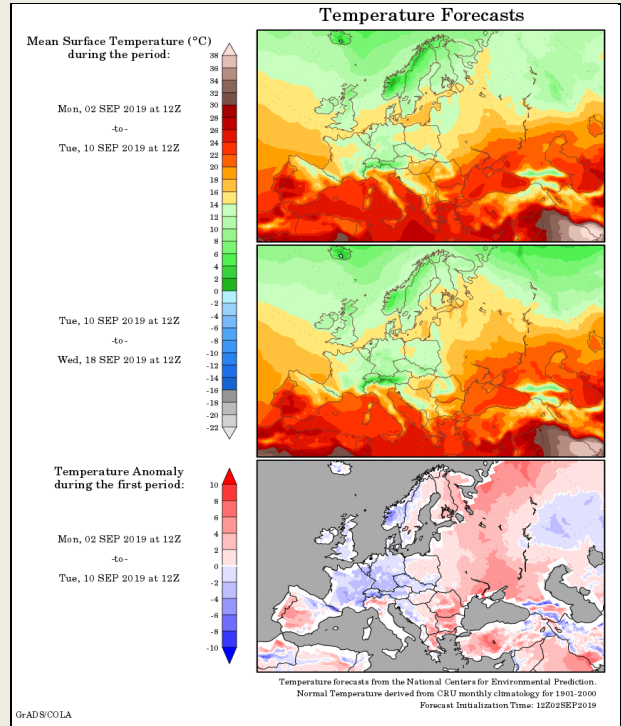 Temperature Forecasts
Mean Surface Temperature (°C)
during the period:
Mon, 02 SEP 2019 at 12Z
-to-
Tue, 10 SEP 2019 at 12Z
38
36
34
32
30
28
26
24
22
20
18
16
14
12
10
8
6
4
2
0
-2
-4
-6
-8
-10
-12
-14
-16
-18
-20
-22
Tue, 10 SEP 2019 at 12Z
-to-
Wed, 18 SEP 2019 at 12Z
Temperature Anomaly
during the first period:
Mon, 02 SEP 2019 at 12Z
-to-
Tue, 10 SEP 2019 at 12Z
10
8
6
4
2
0
-2
-4
-6
-8
-10
Temperature forecasts from the National Centers for Environmental Prediction.
Normal Temperature derived from CRU monthly climatology for 1901-2000
Forecast Initialization Time: 12Z02SEP2019
GrADS/COLA